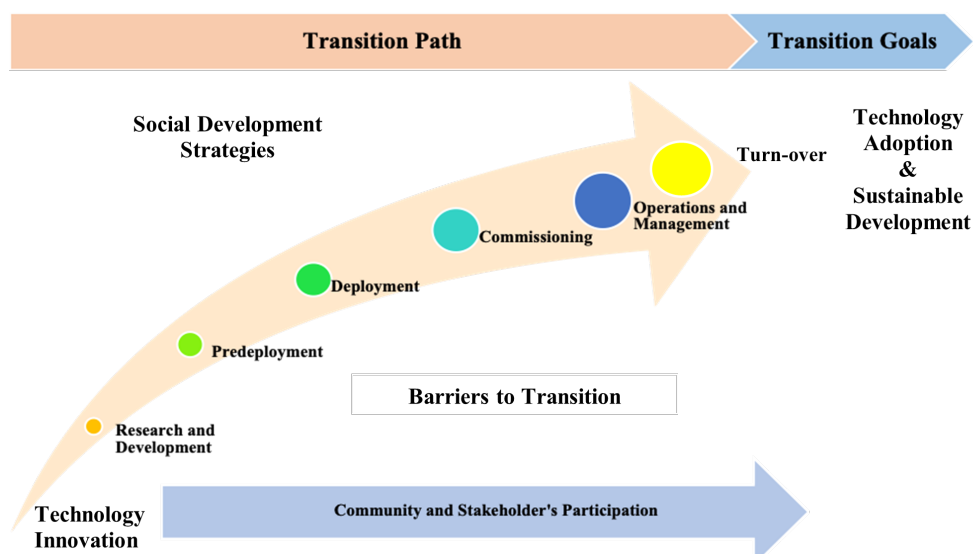 Transition Path
Transition Goals
Social Development
Strategies
Technology
Adoption
&
Sustainable
Development
Turn-over
Operations and
Management
Commissioning
Deployment
Predeployment
Barriers to Transition
Research and
Development
Technology
Innovation
Community and Stakeholder's Participation